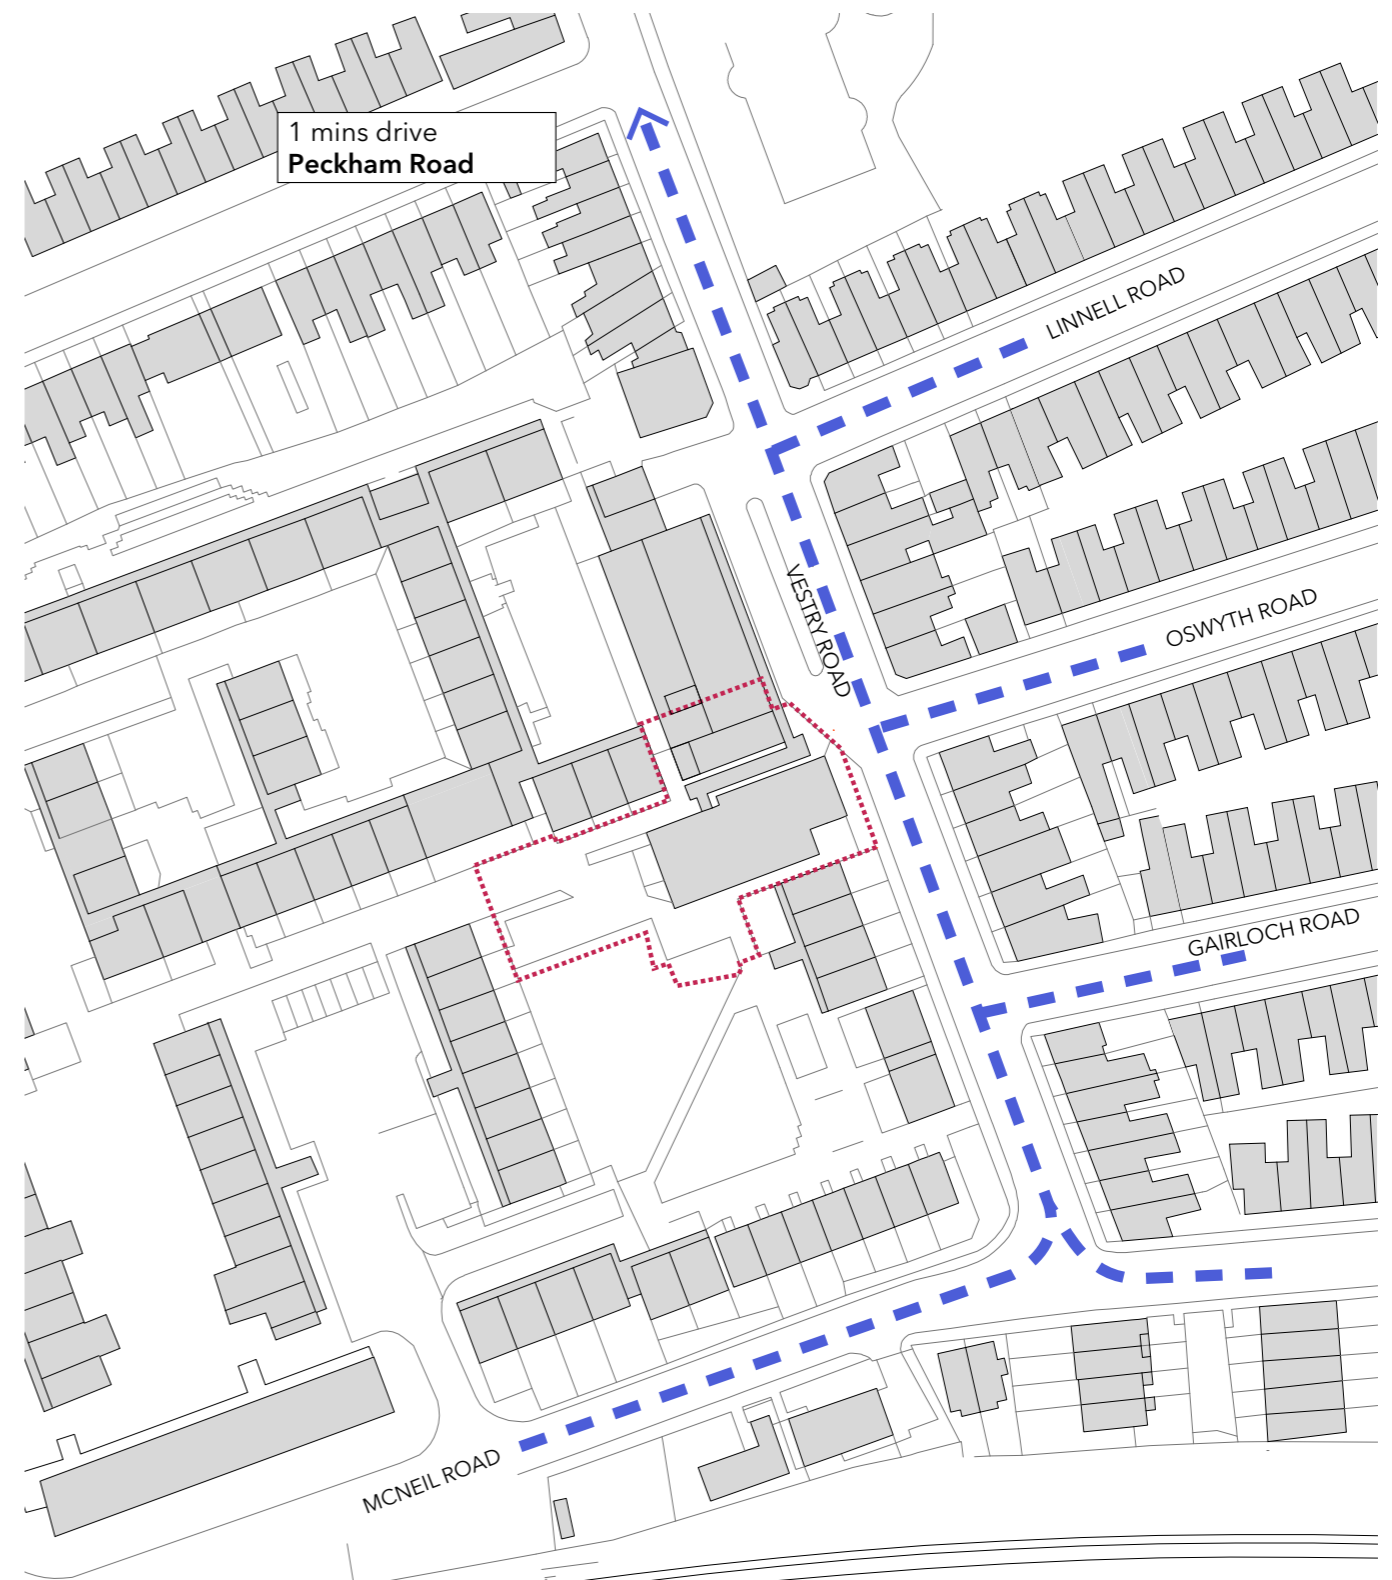 1 mins drive
Peckham Road
LINNELL ROAD
VESTRY ROAD
OSWYTH ROAD
GAIRLOCH ROAD
MCNEIL ROAD